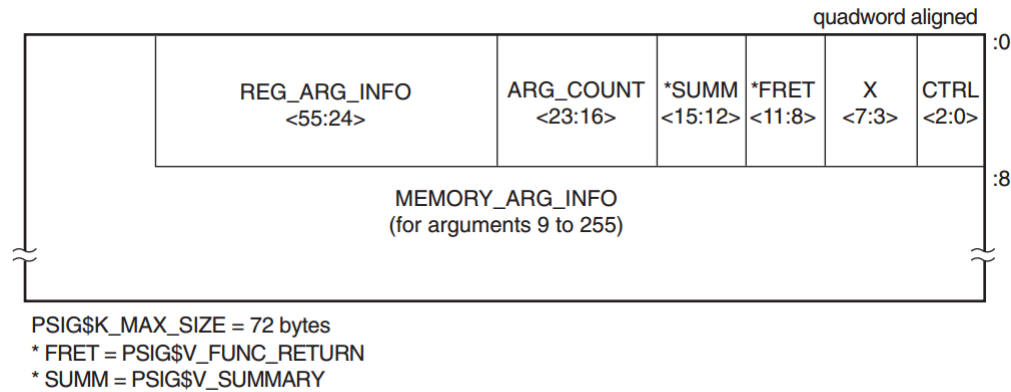 quadword aligned
REG_ARG_INFO
<55:24>
ARG_COUNT
<23:16>
*SUMM
<15:12>
*FRET
<11:8>
X
<7:3>
CTRL
<2:0>
:0
:8
MEMORY_ARG_INFO
(for arguments 9 to 255)
PSIG$K_MAX_SIZE = 72 bytes
* FRET = PSIG$V_FUNC_RETURN
* SUMM = PSIG$V_SUMMARY